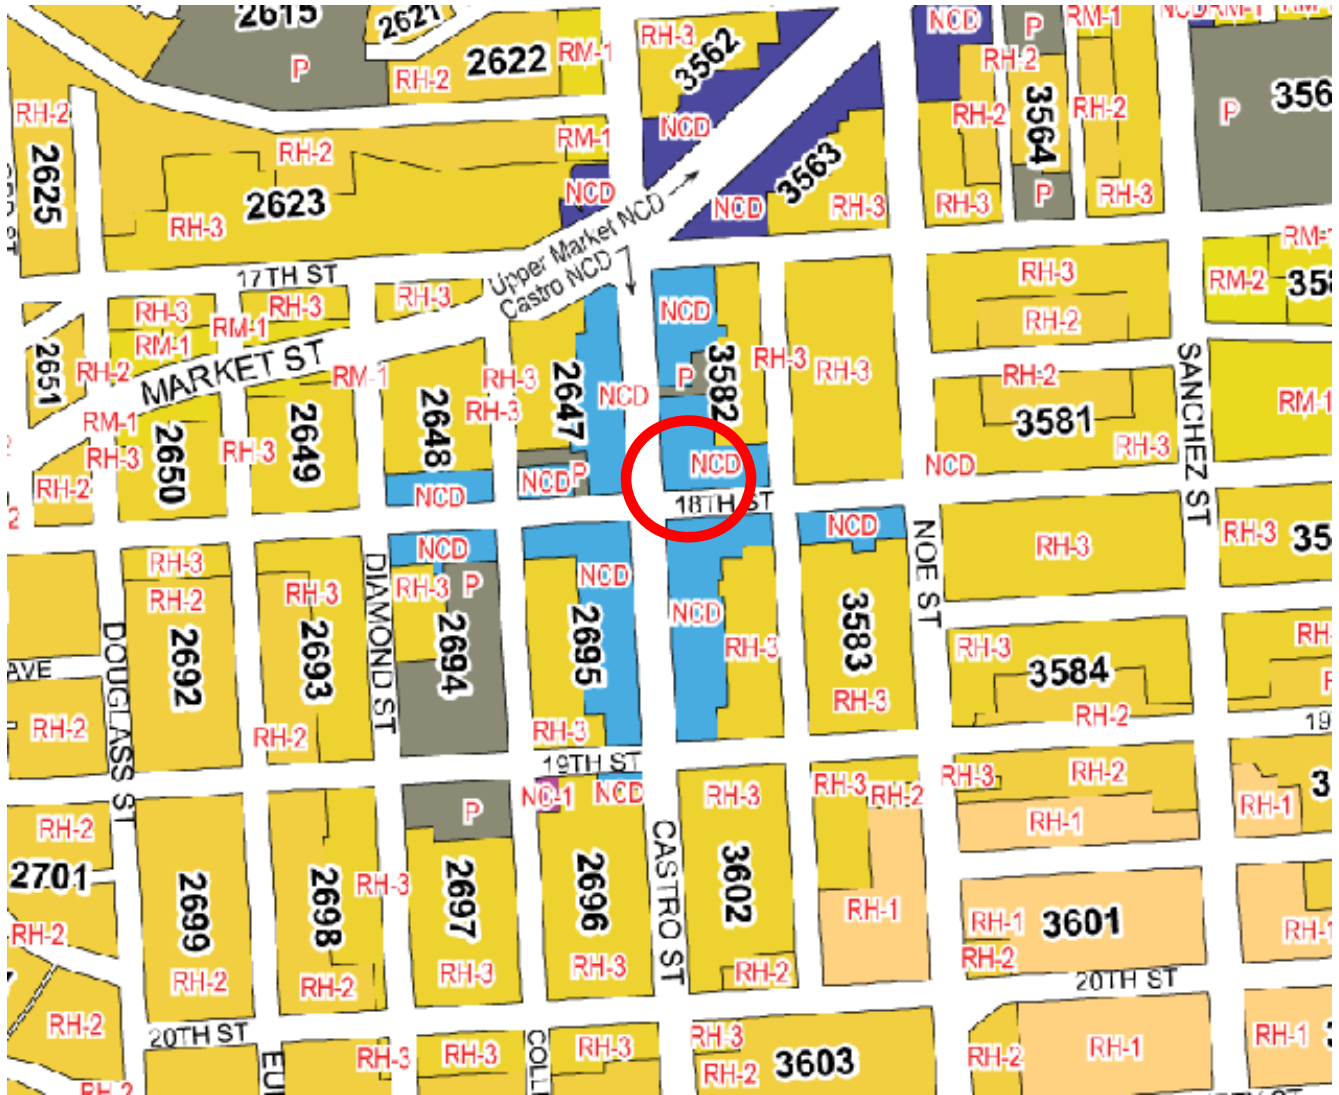 2615
2621
RH-3
NCD
P
RM-1
P
RH-2
2622
RM-1
3562
RH-2
3564
RH-2
P
RH-2
RH-2
RM-1
NCD
RH-2
2625
2623
RH-3
NCD
3563
NCD
RH-3
RH-3
P
RH-3
Upper Market NCD
Castro NCD
17TH ST
RH-3
RH-3
RH-3
RM-1
RM-1
NCD
RH-3
RH-2
RM-2
2651
RH-2
MARKET ST
RM-1
RH-3
RH-3
2647
NCD
P
3582
RH-3
RH-3
RH-2
3581
RH-3
SANCHEZ ST
RM-1
RM-1
RH-3
2650
RH-3
2649
2648
RH-2
NCD
NCD
P
NCD
18TH ST
NCD
RH-3
RH-2
2692
RH-3
2693
DIAMOND ST
NCD
RH-3
P
2694
NCD
2695
NCD
RH-3
NCD
3583
NOE ST
RH-3
RH-3
RH-3
3584
RH-2
AVE
DOUGLASS ST
RH-2
RH-2
RH-3
RH-3
19TH ST
NC-1
NCD
RH-3
RH-3
RH-2
RH-3
RH-2
RH-1
RH-1
RH-2
P
2701
2699
2698
RH-3
2697
2696
CASTRO ST
3602
RH-1
RH-1
3601
RH-2
RH-2
RH-2
RH-2
RH-3
RH-3
RH-2
20TH ST
RH-2
20TH ST
RH-3
RH-3
RH-3
RH-3
RH-2
3603
RH-2
RH-1
RH-1